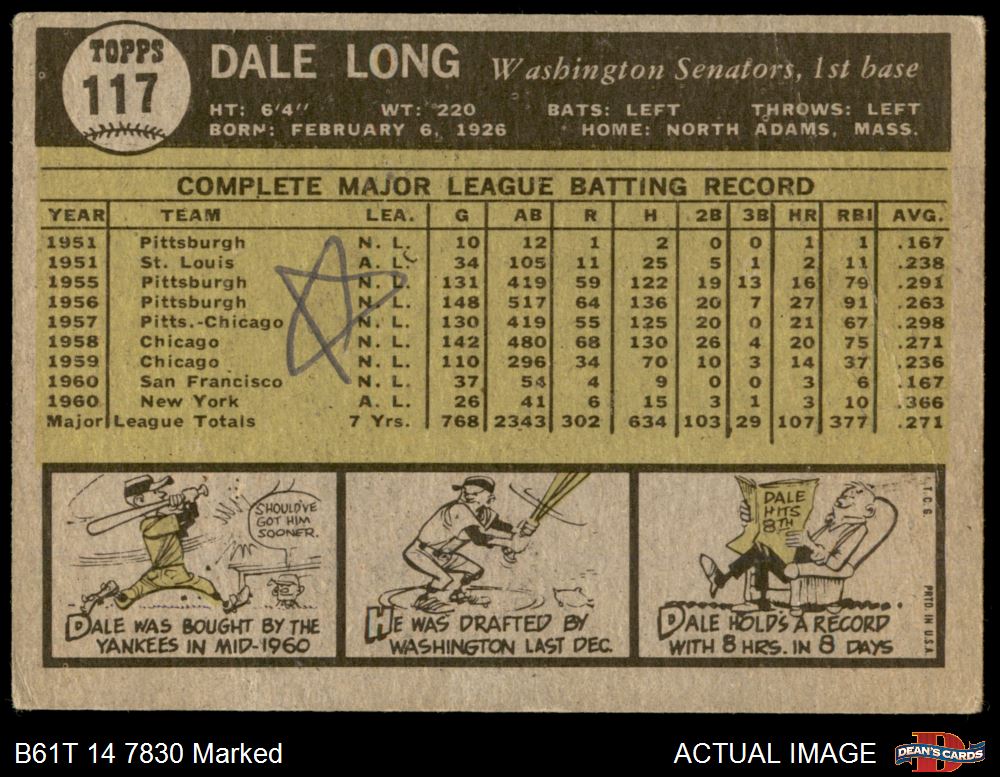 TOPPS
117
DALE LONG Washington Senators, 1st base
HT: 6'4" WT: 220 BATS: LEFT THROWS: LEFT
BORN: FEBRUARY 6, 1926 HOME: NORTH ADAMS, MASS.
COMPLETE MAJOR LEAGUE BATTING RECORD
YEAR TEAM LEA. G AB R H 2B 3B HR RBI AVG.
1951 Pittsburgh N. L. 10 12 1 2 0 0 1 1 .167
1951 St. Louis A. L. 34 105 11 25 5 1 2 11 .238
1955 Pittsburgh N. L. 131 419 59 122 19 13 16 79 .291
1956 Pittsburgh N. L. 148 517 64 136 20 7 27 91 .263
1957 Pitts.-Chicago N. L. 130 419 55 125 20 0 21 67 .298
1958 Chicago N. L. 142 480 68 130 26 4 20 75 .271
1959 Chicago N. L. 110 296 34 70 10 3 14 37 .236
1960 San Francisco N. L. 37 54 4 9 0 0 3 6 .167
1960 New York A. L. 26 41 6 15 3 1 3 10 .366
Major League Totals 7 Yrs. 768 2343 302 634 103 29 107 377 .271
SHOULD'VE
GOT HIM
SOONER.
DALE WAS BOUGHT BY THE
YANKEES IN MID-1960
HE WAS DRAFTED BY
WASHINGTON LAST DEC.
DALE
HITS
8TH
DALE HOLDS A RECORD
WITH 8 HRS. IN 8 DAYS
T.C.G.
PRTD. IN U.S.A.
B61T 14 7830 Marked
ACTUAL IMAGE
DEAN'S CARDS